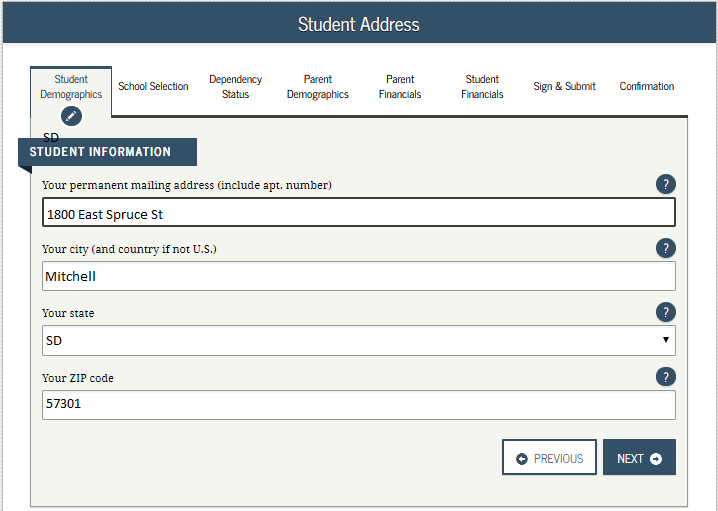 Student Address
Student Demographics
School Selection
Dependency Status
Parent Demographics
Parent Financials
Student Financials
Sign & Submit
Confirmation
SD
STUDENT INFORMATION
Your permanent mailing address (include apt. number)
?
1800 East Spruce St
Your city (and country if not U.S.)
?
Mitchell
Your state
?
SD
Your ZIP code
?
57301
PREVIOUS
NEXT